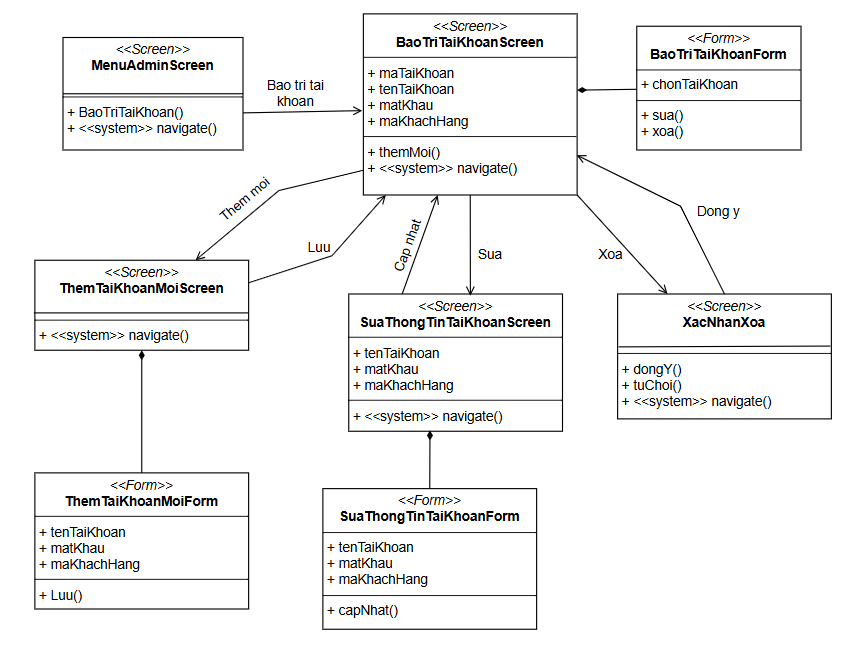 <<Screen>>
MenuAdminScreen
+ BaoTriTaiKhoan()
+ <<system>> navigate()
Bao tri tai
khoan
<<Screen>>
BaoTriTaiKhoanScreen
+ maTaiKhoan
+ tenTaiKhoan
+ matKhau
+ maKhachHang
+ themMoi()
+ <<system>> navigate()
<<Form>>
BaoTriTaiKhoanForm
+ chonTaiKhoan
+ sua()
+ xoa()
Them moi
Luu
Cap nhat
Sua
Xoa
Dong y
<<Screen>>
ThemTaiKhoanMoiScreen
+ <<system>> navigate()
<<Screen>>
SuaThongTinTaiKhoanScreen
+ tenTaiKhoan
+ matKhau
+ maKhachHang
+ <<system>> navigate()
<<Screen>>
XacNhanXoa
+ dongY()
+ tuChoi()
+ <<system>> navigate()
<<Form>>
ThemTaiKhoanMoiForm
+ tenTaiKhoan
+ matKhau
+ maKhachHang
+ Luu()
<<Form>>
SuaThongTinTaiKhoanForm
+ tenTaiKhoan
+ matKhau
+ maKhachHang
+ capNhat()